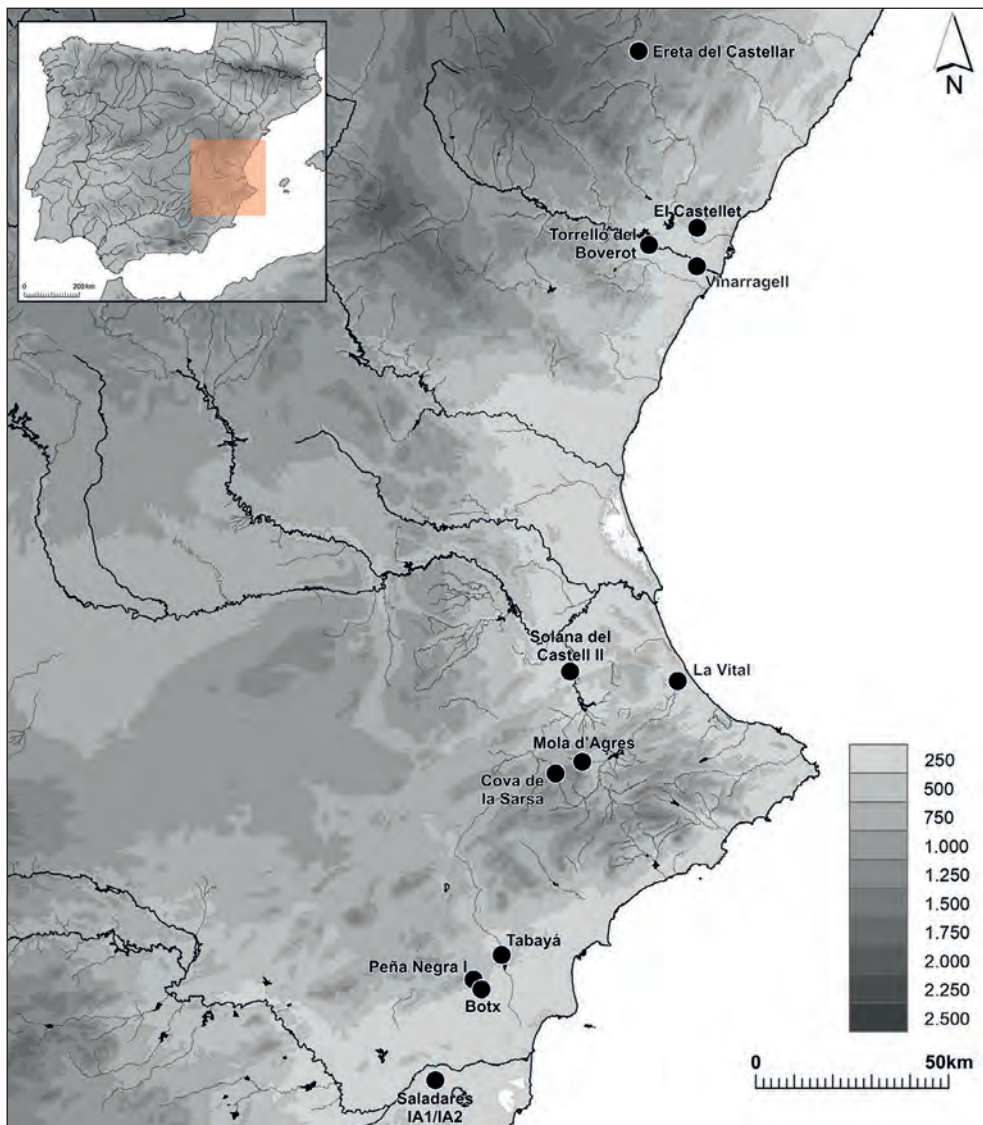 Ereta del Castellar
N
El Castellet
Torrelló del
Boverot
Vinarragell
0
200 km
Solana del
Castell II
La Vital
Mola d'Agres
Cova de
la Sarsa
250
500
750
1.000
1.250
1.500
1.750
2.000
2.250
2.500
Tabayá
Peña Negra I
Botx
0
50km
Saladares
IA1/IA2